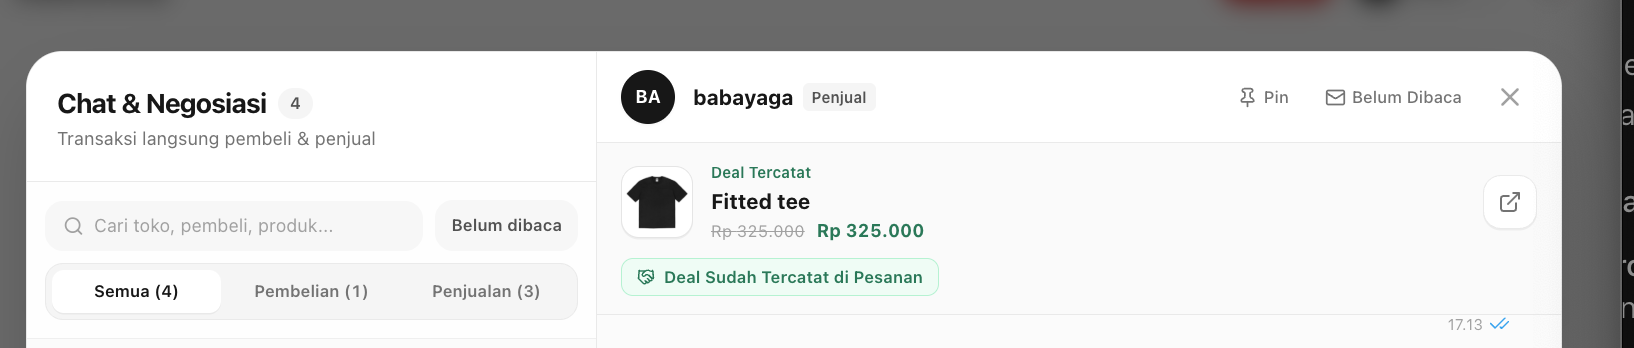 Chat & Negosiasi 4
Transaksi langsung pembeli & penjual
Cari toko, pembeli, produk...
Belum dibaca
Semua (4)
Pembelian (1)
Penjualan (3)
BA
babayaga
Penjual
Pin
Belum Dibaca
Deal Tercatat
Fitted tee
Rp 325.000 Rp 325.000
Deal Sudah Tercatat di Pesanan
17.13